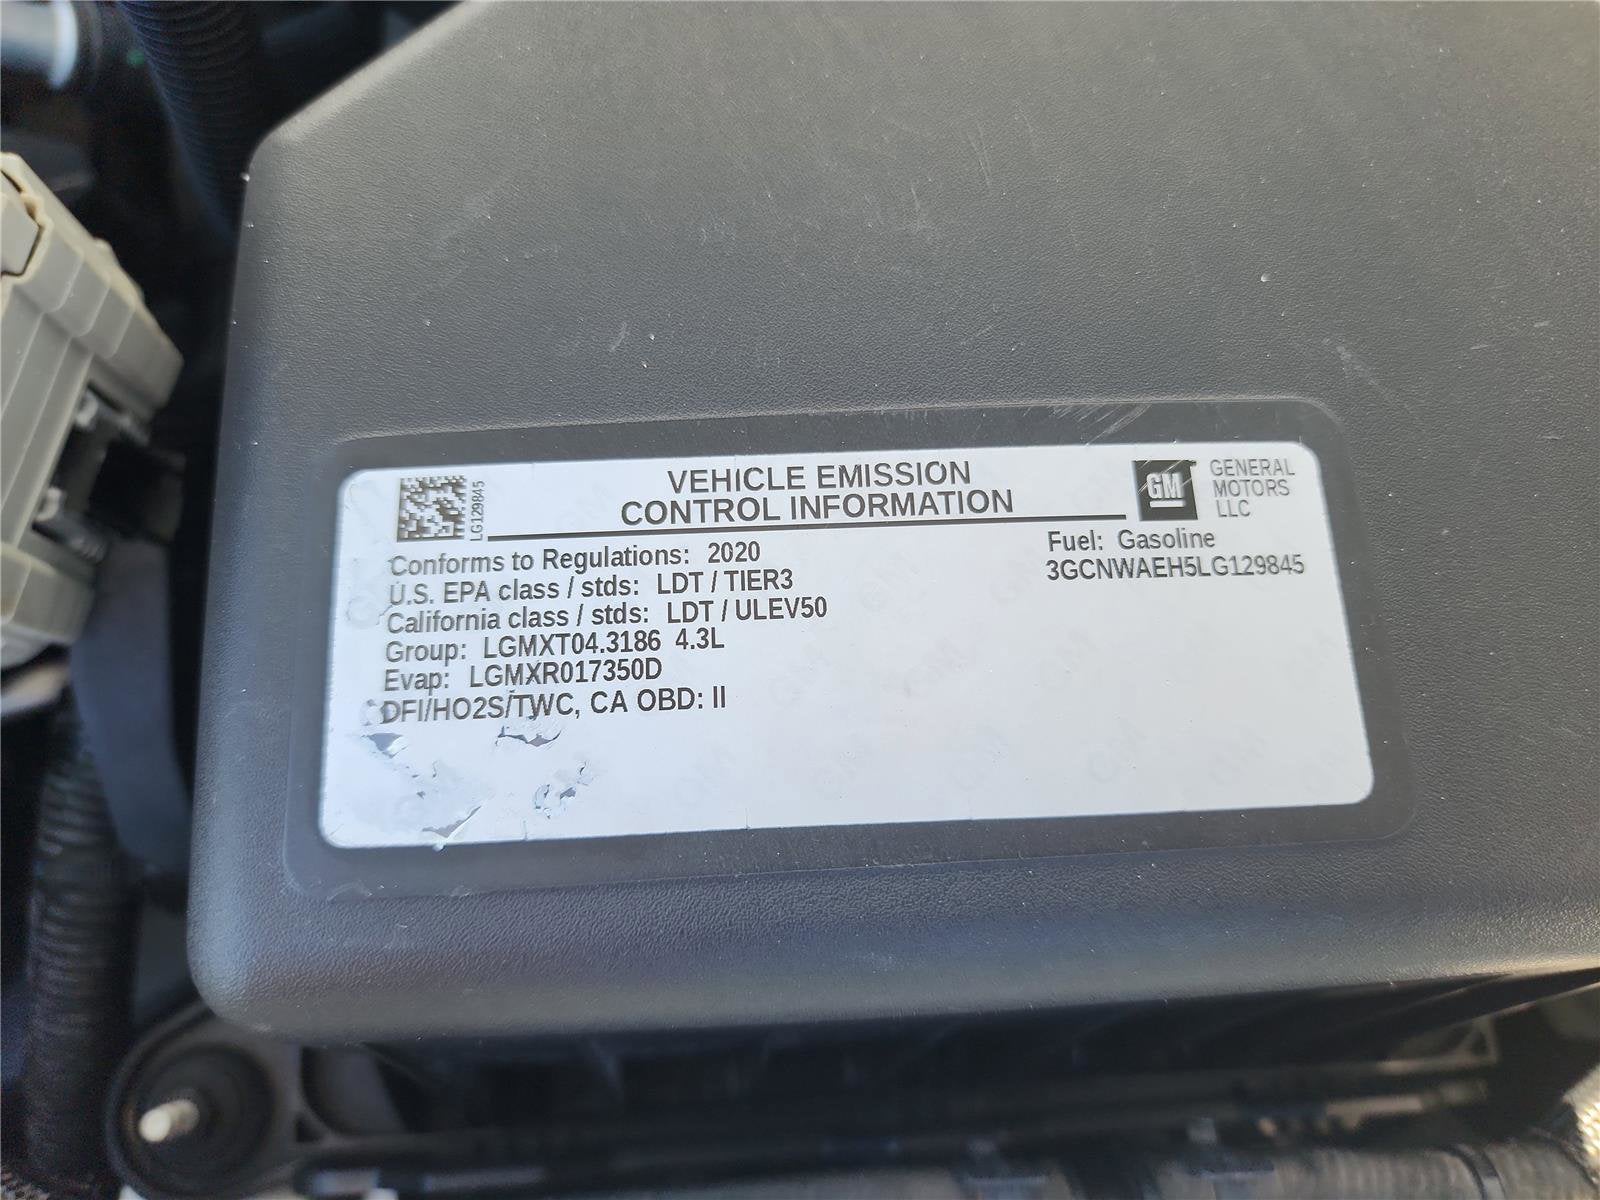 LG129845
VEHICLE EMISSION
CONTROL INFORMATION
GM
GENERAL
MOTORS
LLC
Conforms to Regulations: 2020
U.S. EPA class / stds: LDT / TIER3
California class / stds: LDT / ULEV50
Group: LGMXT04.3186 4.3L
Evap: LGMXR017350D
DFI/HO2S/TWC, CA OBD: II
Fuel: Gasoline
3GCNWAEH5LG129845